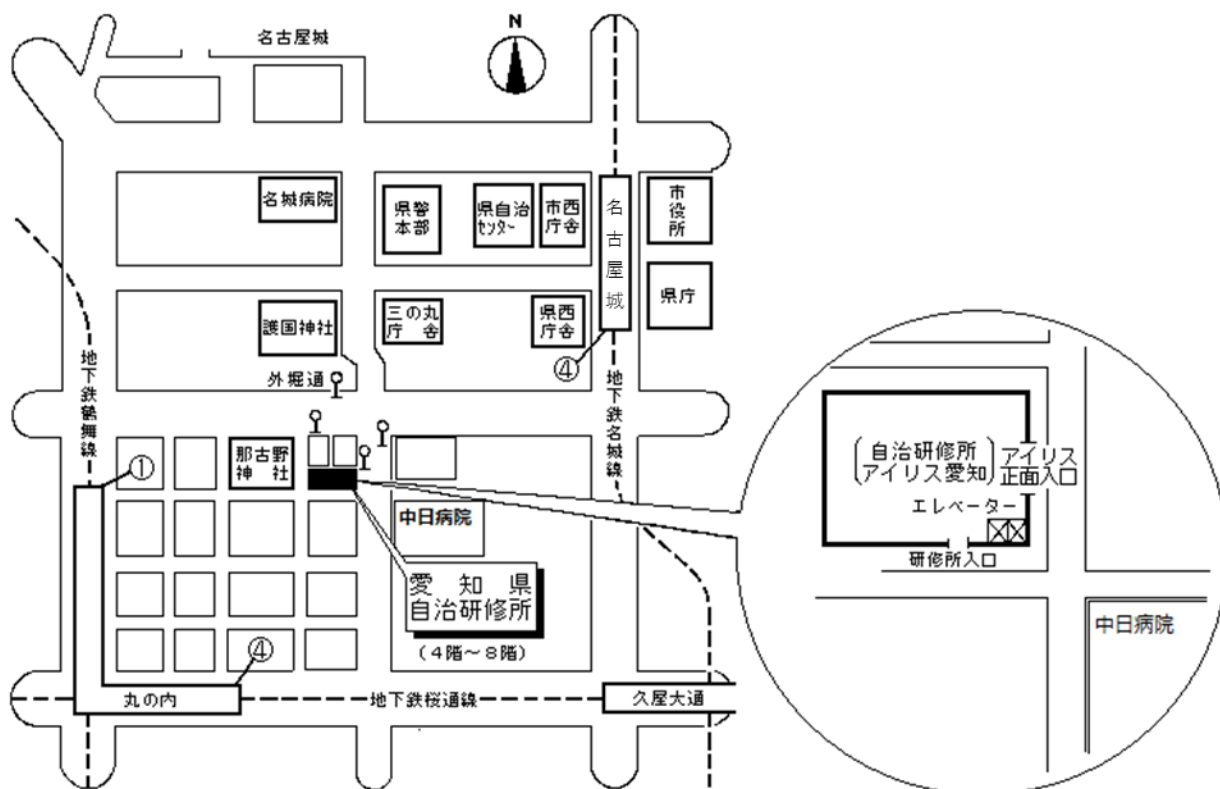 名古屋城
N
名城病院
県警
本部
県自治
センター
市西
庁舎
名古屋城
市役所
県庁
護国神社
三の丸
庁舎
県西
庁舎
④
外堀通
地下鉄鶴舞線
地下鉄名城線
①
那古野
神社
中日病院
愛知県
自治研修所
(4階～8階)
④
丸の内
地下鉄桜通線
久屋大通
自治研修所
アイリス愛知
アイリス
正面入口
エレベーター
研修所入口
中日病院